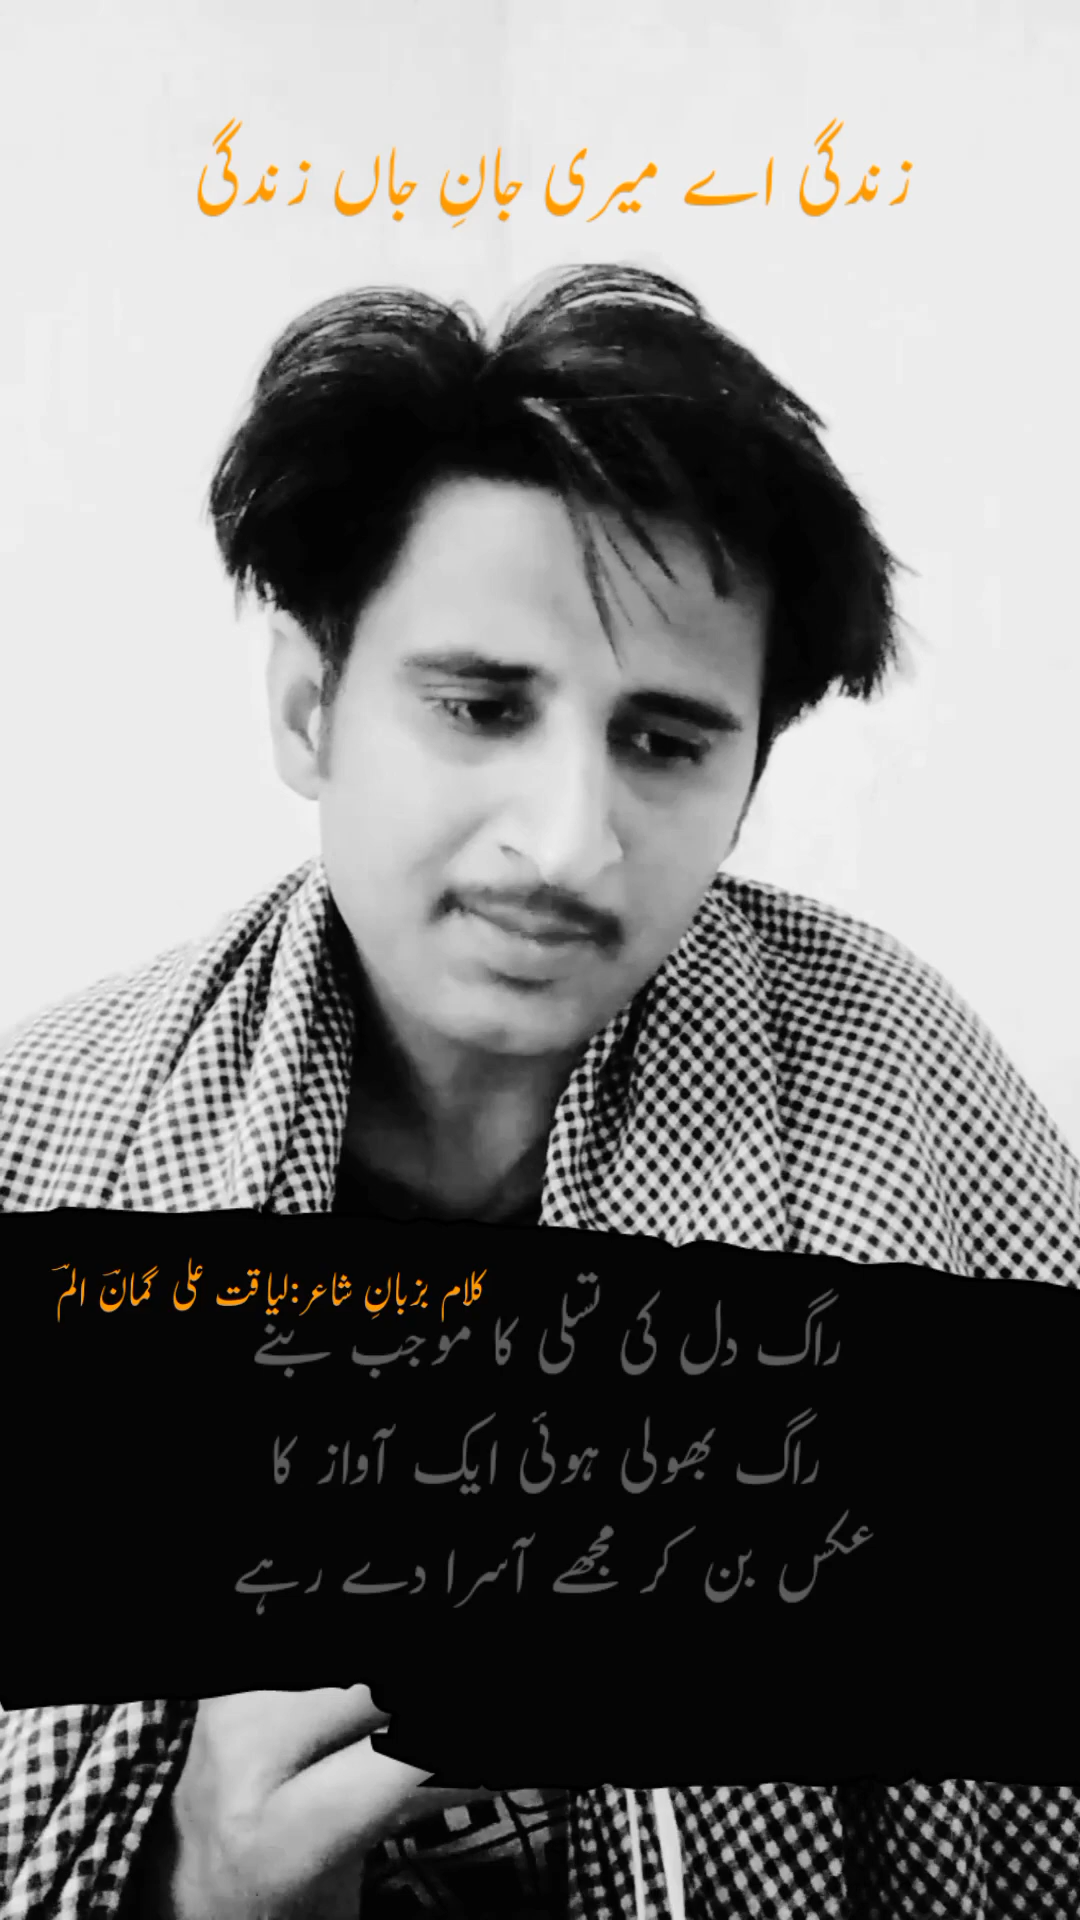 زندگی اے میری جانِ جاں زندگی
کلام بزبانِ شاعر:لیاقت علی گمانؔ المؔ
راگ دل کی تسلی کا موجب بنے
راگ بھولی ہوئی ایک آواز کا
عکس بن کر مجھے آسرا دے رہے